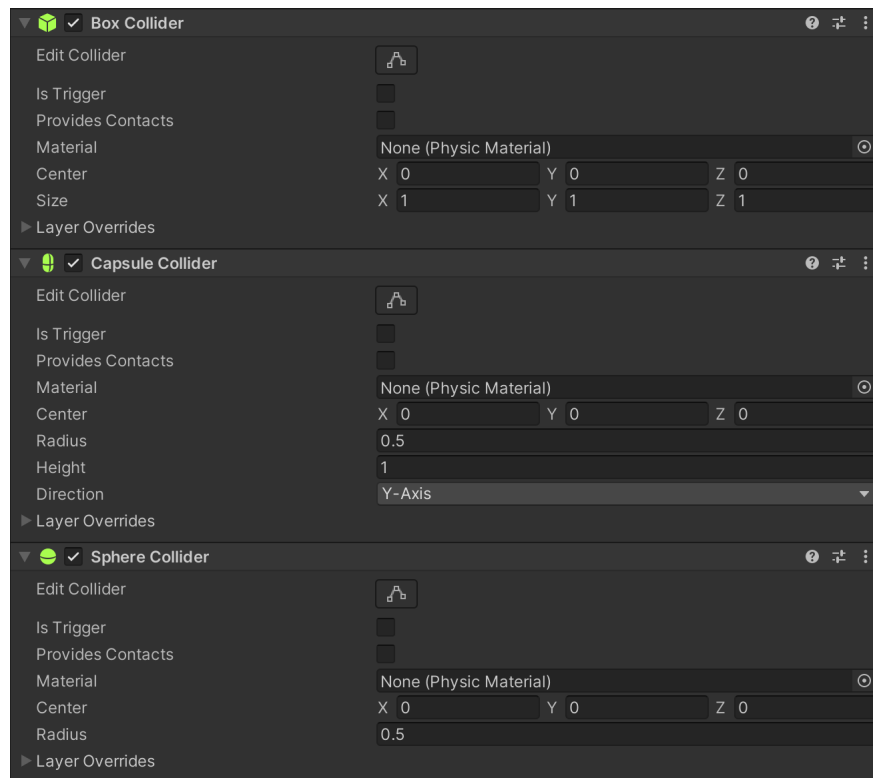 Box Collider
Edit Collider
Is Trigger
Provides Contacts
Material None (Physic Material)
Center X 0 Y 0 Z 0
Size X 1 Y 1 Z 1
Layer Overrides
Capsule Collider
Edit Collider
Is Trigger
Provides Contacts
Material None (Physic Material)
Center X 0 Y 0 Z 0
Radius 0.5
Height 1
Direction Y-Axis
Layer Overrides
Sphere Collider
Edit Collider
Is Trigger
Provides Contacts
Material None (Physic Material)
Center X 0 Y 0 Z 0
Radius 0.5
Layer Overrides